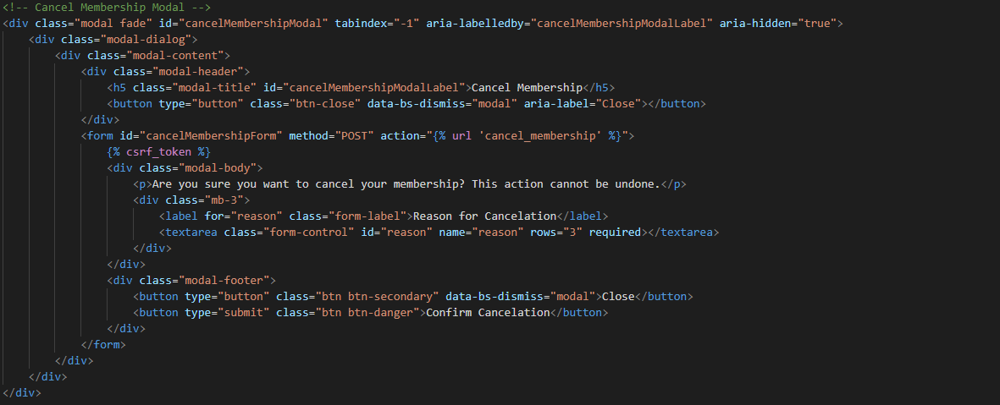 <!-- Cancel Membership Modal -->
<div class="modal fade" id="cancelMembershipModal" tabindex="-1" aria-labelledby="cancelMembershipModalLabel" aria-hidden="true">
    <div class="modal-dialog">
        <div class="modal-content">
            <div class="modal-header">
                <h5 class="modal-title" id="cancelMembershipModalLabel">Cancel Membership</h5>
                <button type="button" class="btn-close" data-bs-dismiss="modal" aria-label="Close"></button>
            </div>
            <form id="cancelMembershipForm" method="POST" action="{% url 'cancel_membership' %}">
                {% csrf_token %}
                <div class="modal-body">
                    <p>Are you sure you want to cancel your membership? This action cannot be undone.</p>
                    <div class="mb-3">
                        <label for="reason" class="form-label">Reason for Cancelation</label>
                        <textarea class="form-control" id="reason" name="reason" rows="3" required></textarea>
                    </div>
                </div>
                <div class="modal-footer">
                    <button type="button" class="btn btn-secondary" data-bs-dismiss="modal">Close</button>
                    <button type="submit" class="btn btn-danger">Confirm Cancelation</button>
                </div>
            </form>
        </div>
    </div>
</div>